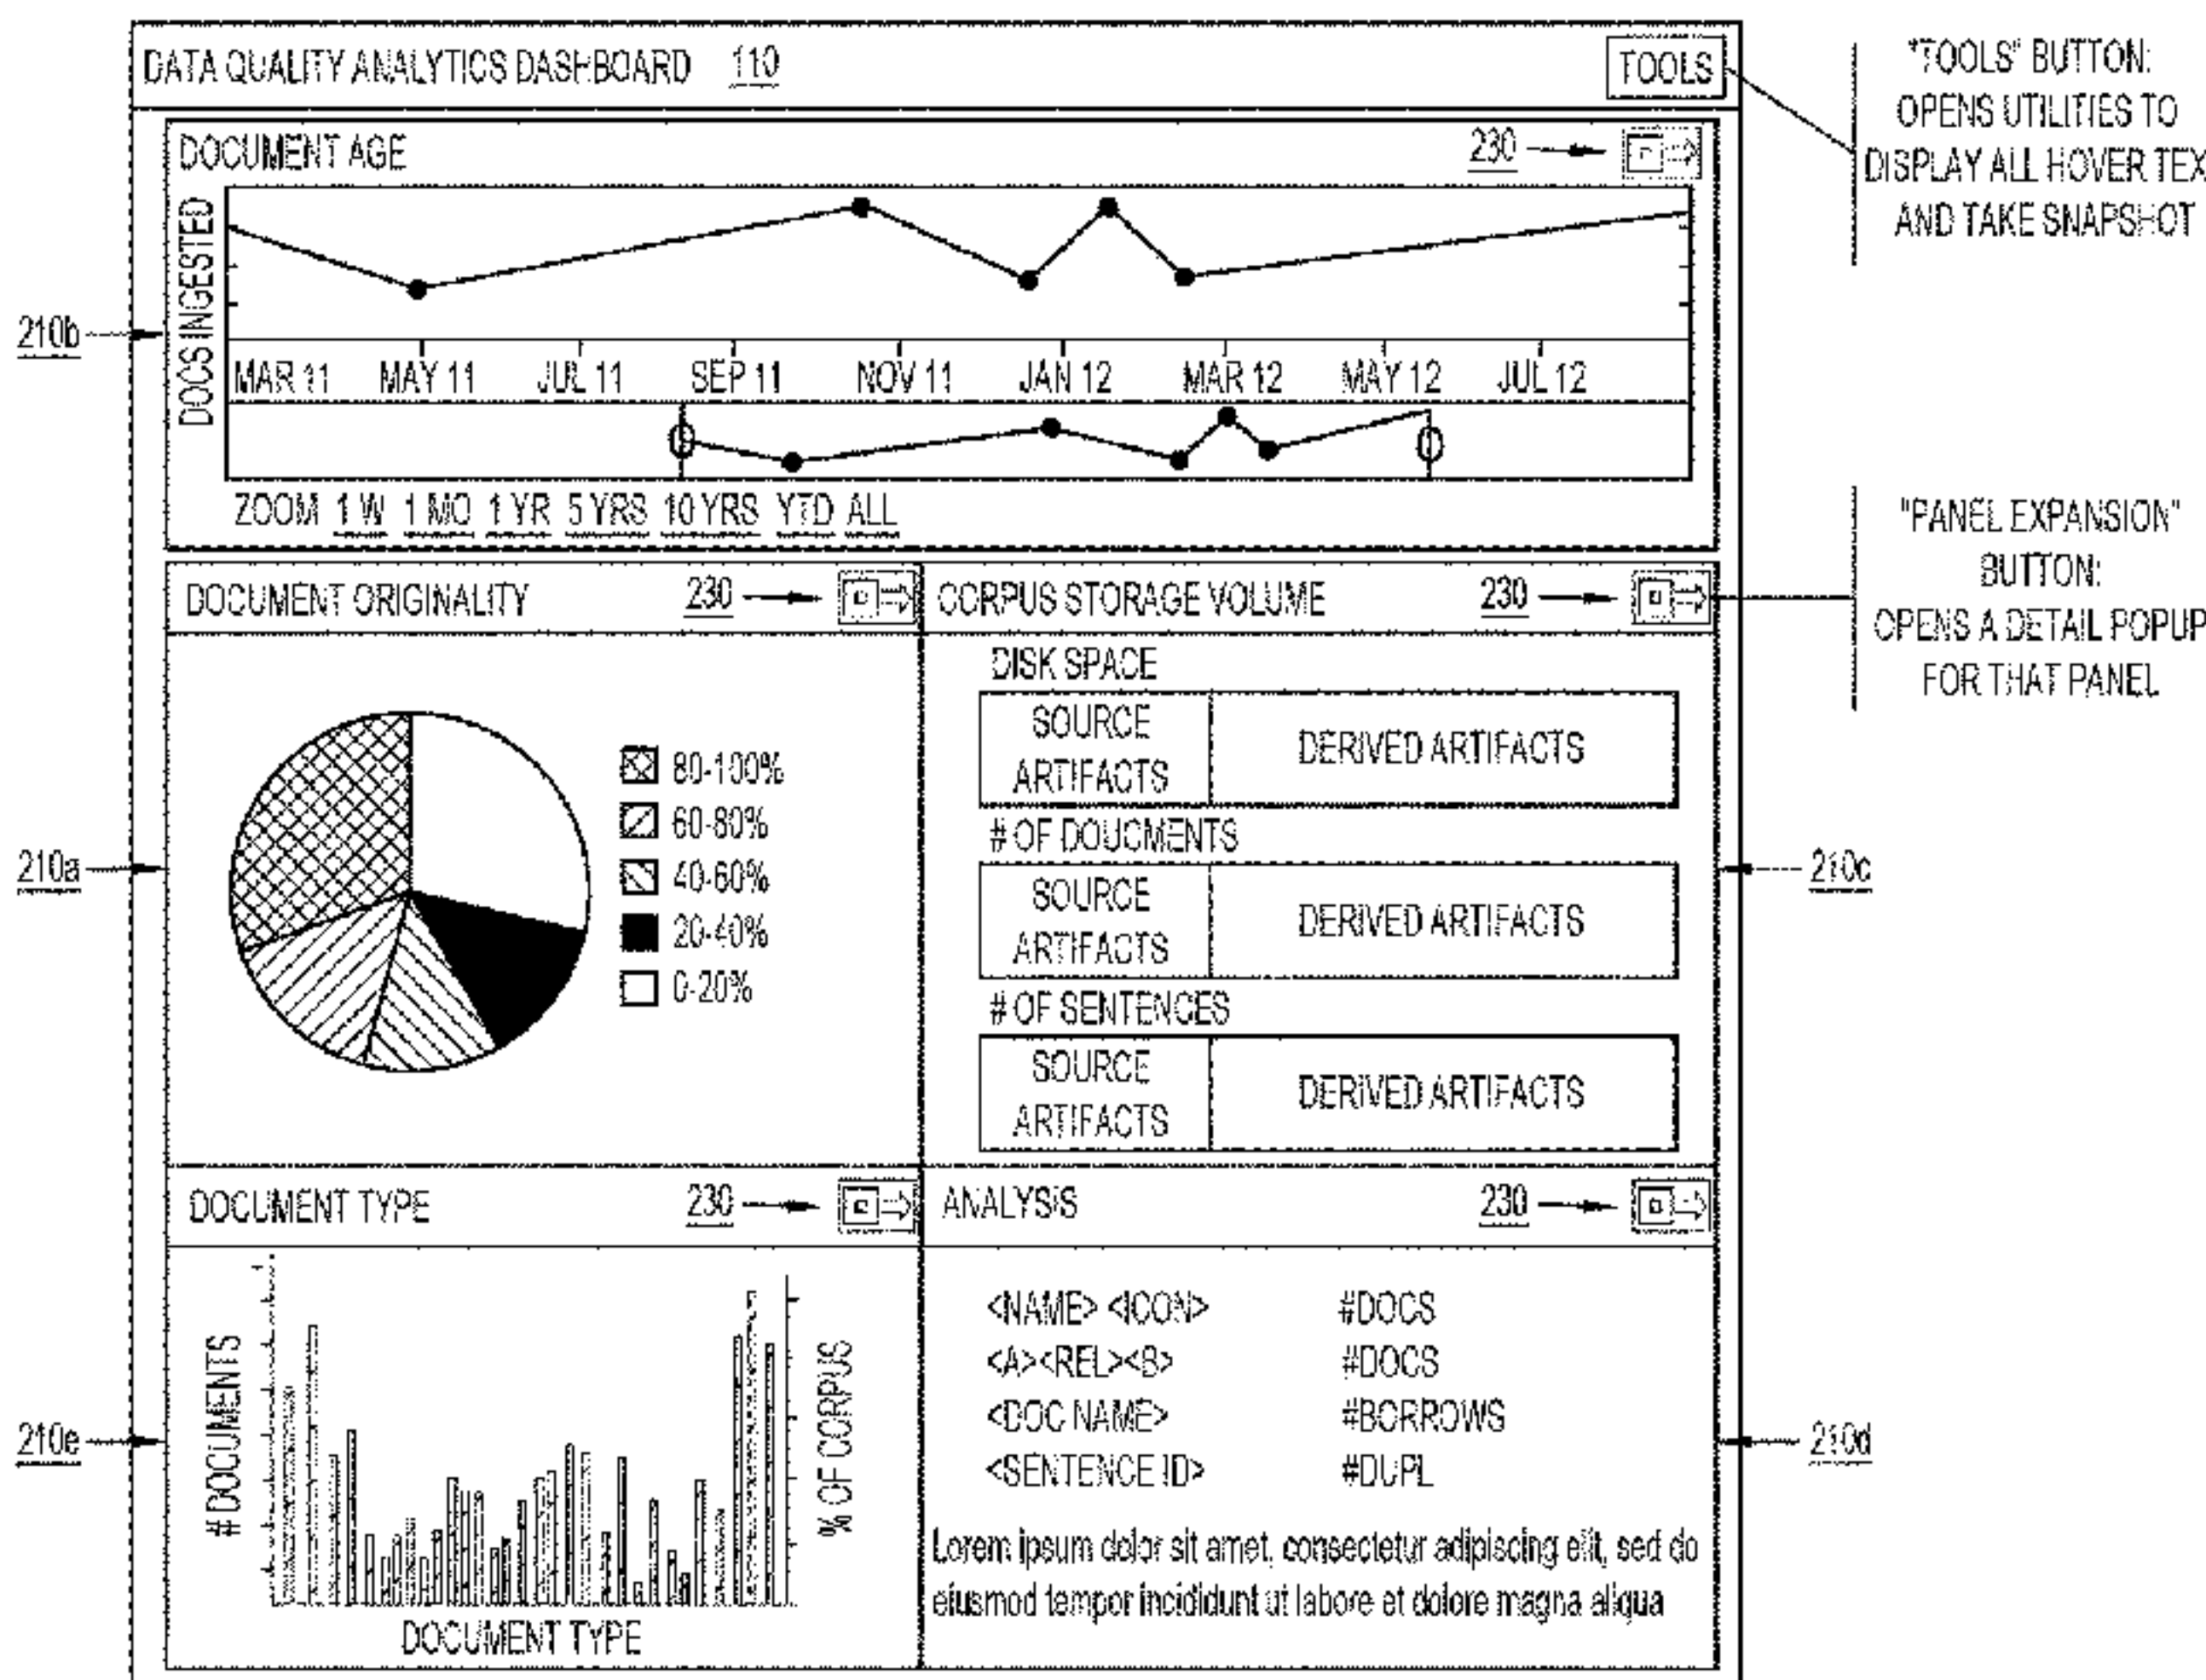 DATA QUALITY ANALYTICS DASHBOARD 110
TOOLS
"TOOLS" BUTTON:
OPENS UTILITIES TO
DISPLAY ALL HOVER TEX
AND TAKE SNAPSHOT
DOCUMENT AGE
230
DOCS INGESTED
210b
MAR 11 MAY 11 JUL 11 SEP 11 NOV 11 JAN 12 MAR 12 MAY 12 JUL 12
ZOOM 1 W 1 MO 1 YR 5 YRS 10 YRS YTD ALL
"PANEL EXPANSION"
BUTTON:
OPENS A DETAIL POPUP
FOR THAT PANEL
DOCUMENT ORIGINALITY
230
210a
80-100%
60-80%
40-60%
20-40%
0-20%
CORPUS STORAGE VOLUME
230
DISK SPACE
SOURCE
ARTIFACTS
DERIVED ARTIFACTS
# OF DOUCMENTS
SOURCE
ARTIFACTS
DERIVED ARTIFACTS
210c
# OF SENTENCES
SOURCE
ARTIFACTS
DERIVED ARTIFACTS
DOCUMENT TYPE
230
210e
# DOCUMENTS
% OF CORPUS
DOCUMENT TYPE
ANALYSIS
230
<NAME> <ICON> #DOCS
<A><REL><B> #DOCS
<DOC NAME> #BORROWS
<SENTENCE ID> #DUPL
210d
Lorem ipsum dolor sit amet, consectetur adipiscing elit, sed do
eiusmod tempor incididunt ut labore et dolore magna aliqua